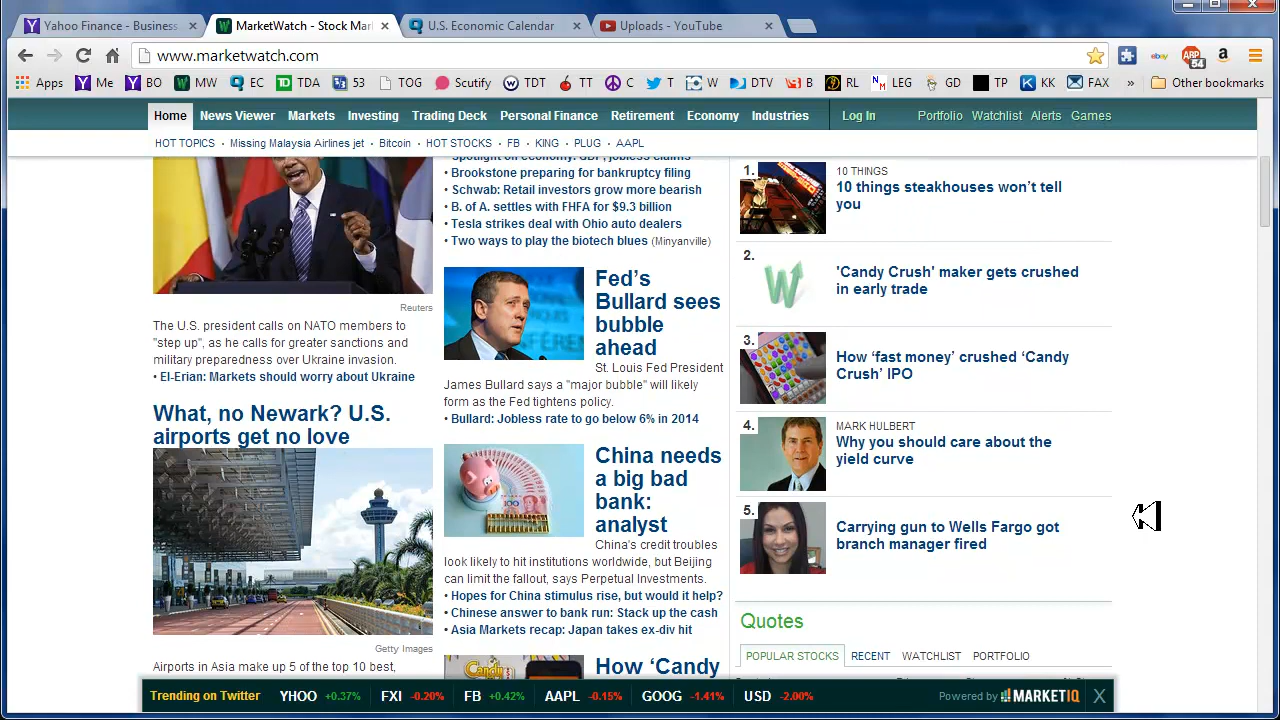 Yahoo Finance - Business
MarketWatch - Stock Mar
U.S. Economic Calendar
Uploads - YouTube
www.marketwatch.com
ebay
ABP
54
a
Apps
Me
BO
MW
EC
TDA
53
TOG
Scutify
TDT
TT
C
T
W
DTV
B
RL
LEG
GD
TP
KK
FAX
»
Other bookmarks
Home
News Viewer
Markets
Investing
Trading Deck
Personal Finance
Retirement
Economy
Industries
Log In
Portfolio
Watchlist
Alerts
Games
HOT TOPICS · Missing Malaysia Airlines jet · Bitcoin · HOT STOCKS · FB · KING · PLUG · AAPL
Reuters
The U.S. president calls on NATO members to
"step up", as he calls for greater sanctions and
military preparedness over Ukraine invasion.
• El-Erian: Markets should worry about Ukraine
What, no Newark? U.S.
airports get no love
Getty Images
Airports in Asia make up 5 of the top 10 best,
• Spotlight on economy: GDP, jobless claims
• Brookstone preparing for bankruptcy filing
• Schwab: Retail investors grow more bearish
• B. of A. settles with FHFA for $9.3 billion
• Tesla strikes deal with Ohio auto dealers
• Two ways to play the biotech blues (Minyanville)
Fed's
Bullard sees
bubble
ahead
St. Louis Fed President
James Bullard says a "major bubble" will likely
form as the Fed tightens policy.
• Bullard: Jobless rate to go below 6% in 2014
China needs
a big bad
bank:
analyst
China's credit troubles
look likely to hit institutions worldwide, but Beijing
can limit the fallout, says Perpetual Investments.
• Hopes for China stimulus rise, but would it help?
• Chinese answer to bank run: Stack up the cash
• Asia Markets recap: Japan takes ex-div hit
How 'Candy
1.
10 THINGS
10 things steakhouses won't tell
you
2.
'Candy Crush' maker gets crushed
in early trade
3.
How 'fast money' crushed 'Candy
Crush' IPO
4.
MARK HULBERT
Why you should care about the
yield curve
5.
Carrying gun to Wells Fargo got
branch manager fired
Quotes
POPULAR STOCKS
RECENT
WATCHLIST
PORTFOLIO
Trending on Twitter
YHOO +0.37%
FXI -0.20%
FB +0.42%
AAPL -0.15%
GOOG -1.41%
USD -2.00%
Powered by MARKETIQ
X